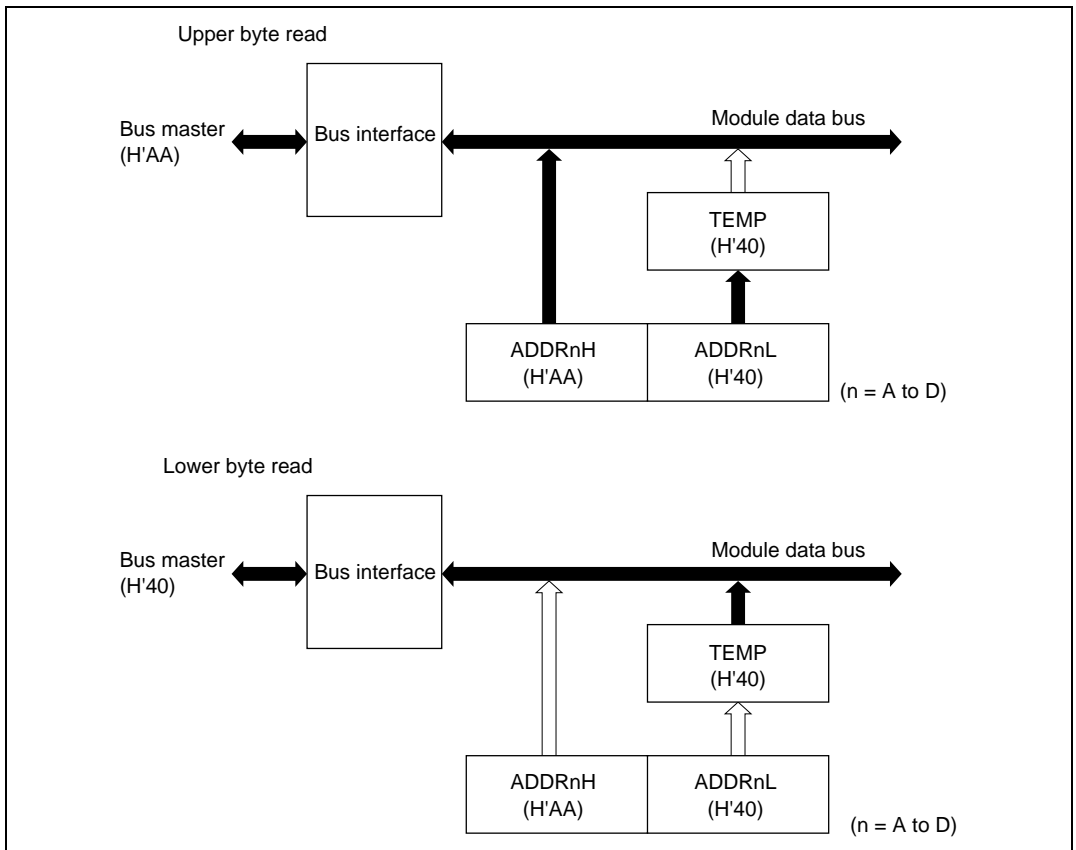 Upper byte read
Bus master
(H'AA)
Bus interface
Module data bus
TEMP
(H'40)
ADDRnH
(H'AA)
ADDRnL
(H'40)
(n = A to D)
Lower byte read
Bus master
(H'40)
Bus interface
Module data bus
TEMP
(H'40)
ADDRnH
(H'AA)
ADDRnL
(H'40)
(n = A to D)